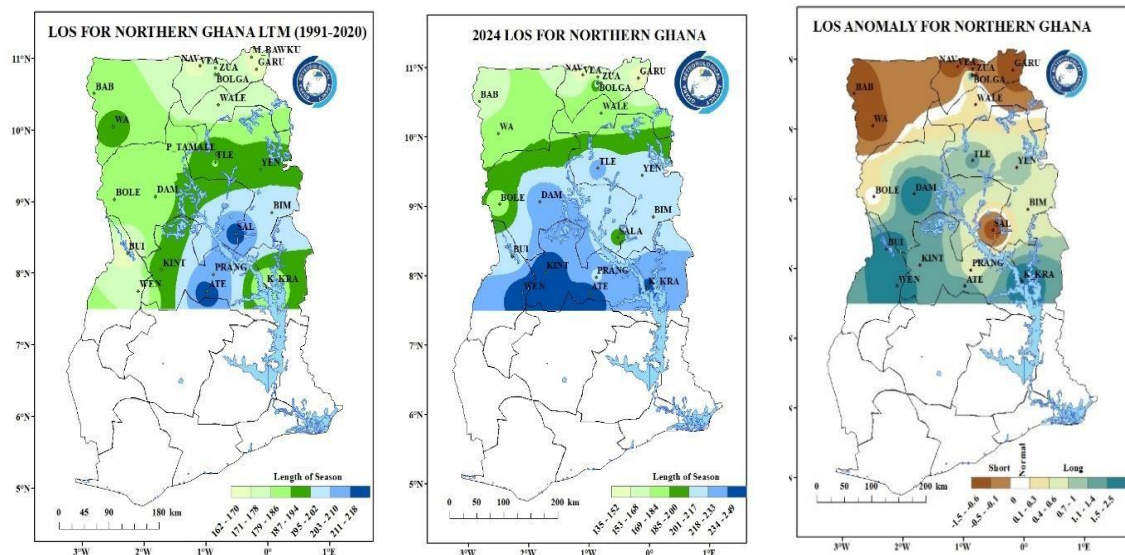 LOS FOR NORTHERN GHANA LTM (1991-2020)
11°N
10°N
9°N
8°N
7°N
6°N
5°N
NAV
VEA
M_BAWKU
ZUA
GARU
BOLGA
BAB
WALE
WA
P_TAMALE
TLE
YEN
BOLE
DAM
BIM
SAL
BUI
KINT
PRANG
K_KRA
WEN
ATE
Length of Season
162 -170
171 - 178
179 - 186
187 - 194
195 - 202
203 - 210
211 - 218
0 45 90 180 km
3°W 2°W 1°W 0°
2024 LOS FOR NORTHERN GHANA
11°N
10°N
9°N
8°N
7°N
6°N
5°N
NAV
VEA
ZUA
GARU
BOLGA
BAB
WALE
WA
TLE
YEN
BOLE
DAM
BIM
SALA
BUI
KINT
PRANG
WEN
ATE
K_KRA
Length of Season
135 - 152
153 - 168
169 - 184
185 - 200
201 - 217
218 - 233
234 - 249
0 50 100 200 km
3°W 2°W 1°W 0°
LOS ANOMALY FOR NORTHERN GHANA
NAV
VEA
ZUA
GARU
BOLGA
BAB
WALE
WA
TLE
YEN
BOLE
DAM
BIM
SAL
BUI
KINT
PRANG
WEN
ATE
K_KRA
Short Normal Long
-1.5 - -0.6
-0.5 - -0.1
0
0.1 - 0.3
0.4 - 0.6
0.7 - 1
1.1 - 1.4
1.5 - 2.5
0 50 100 200 km
3°W 2°W 1°W 0° 1°E